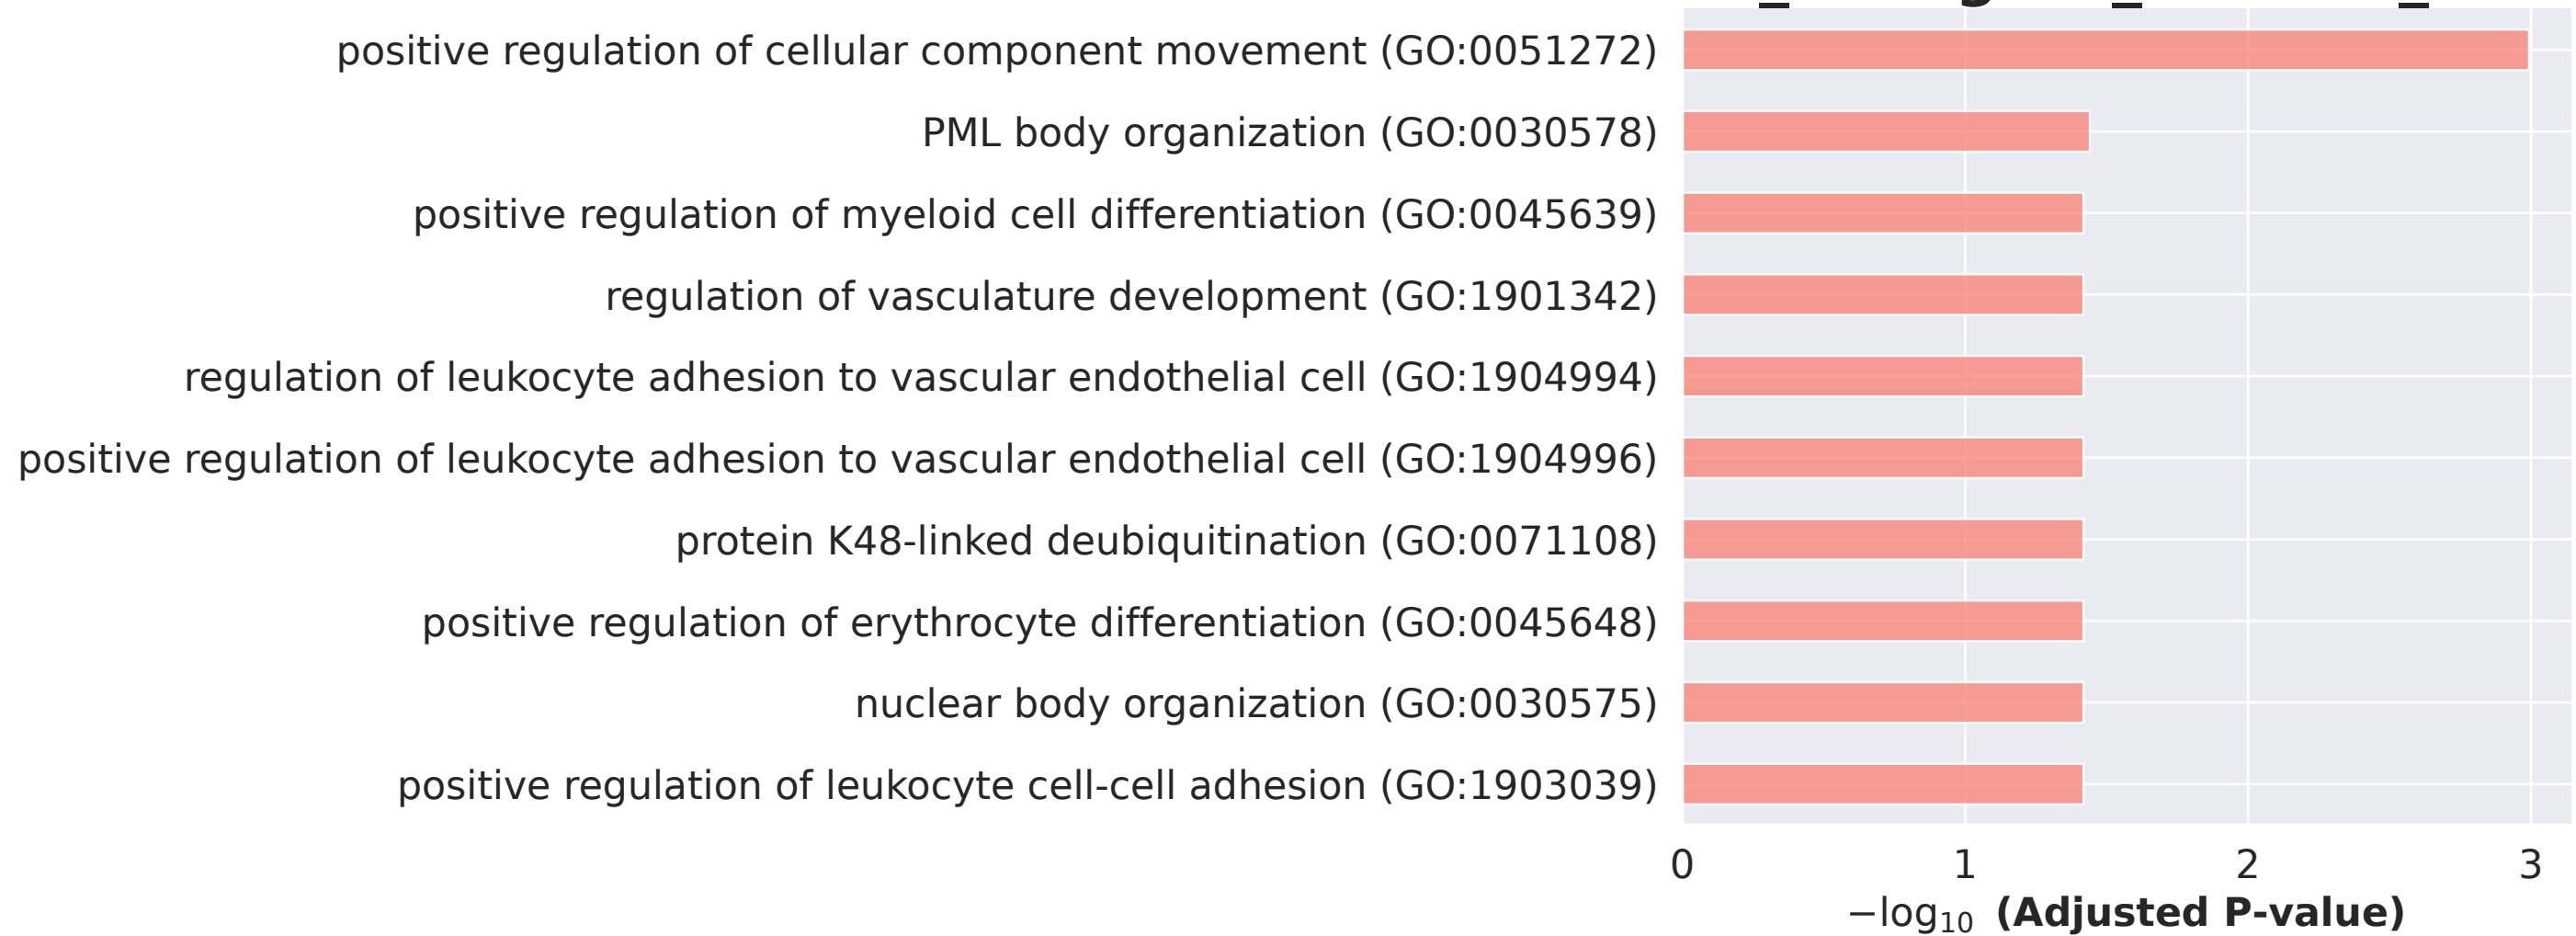 positive regulation of cellular component movement (GO:0051272)
PML body organization (GO:0030578)
positive regulation of myeloid cell differentiation (GO:0045639)
regulation of vasculature development (GO:1901342)
regulation of leukocyte adhesion to vascular endothelial cell (GO:1904994)
positive regulation of leukocyte adhesion to vascular endothelial cell (GO:1904996)
protein K48-linked deubiquitination (GO:0071108)
positive regulation of erythrocyte differentiation (GO:0045648)
nuclear body organization (GO:0030575)
positive regulation of leukocyte cell-cell adhesion (GO:1903039)
0 1 2 3
−log₁₀ (Adjusted P-value)